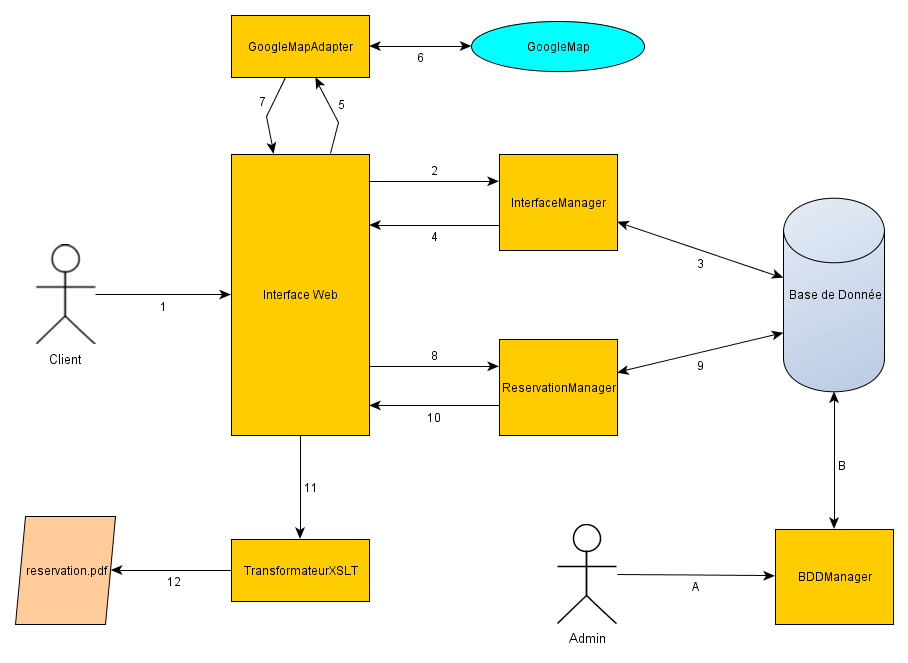 GoogleMapAdapter
GoogleMap
6
7
5
2
InterfaceManager
4
3
Base de Donnée
Interface Web
1
Client
8
ReservationManager
9
10
11
B
reservation.pdf
12
TransformateurXSLT
A
BDDManager
Admin